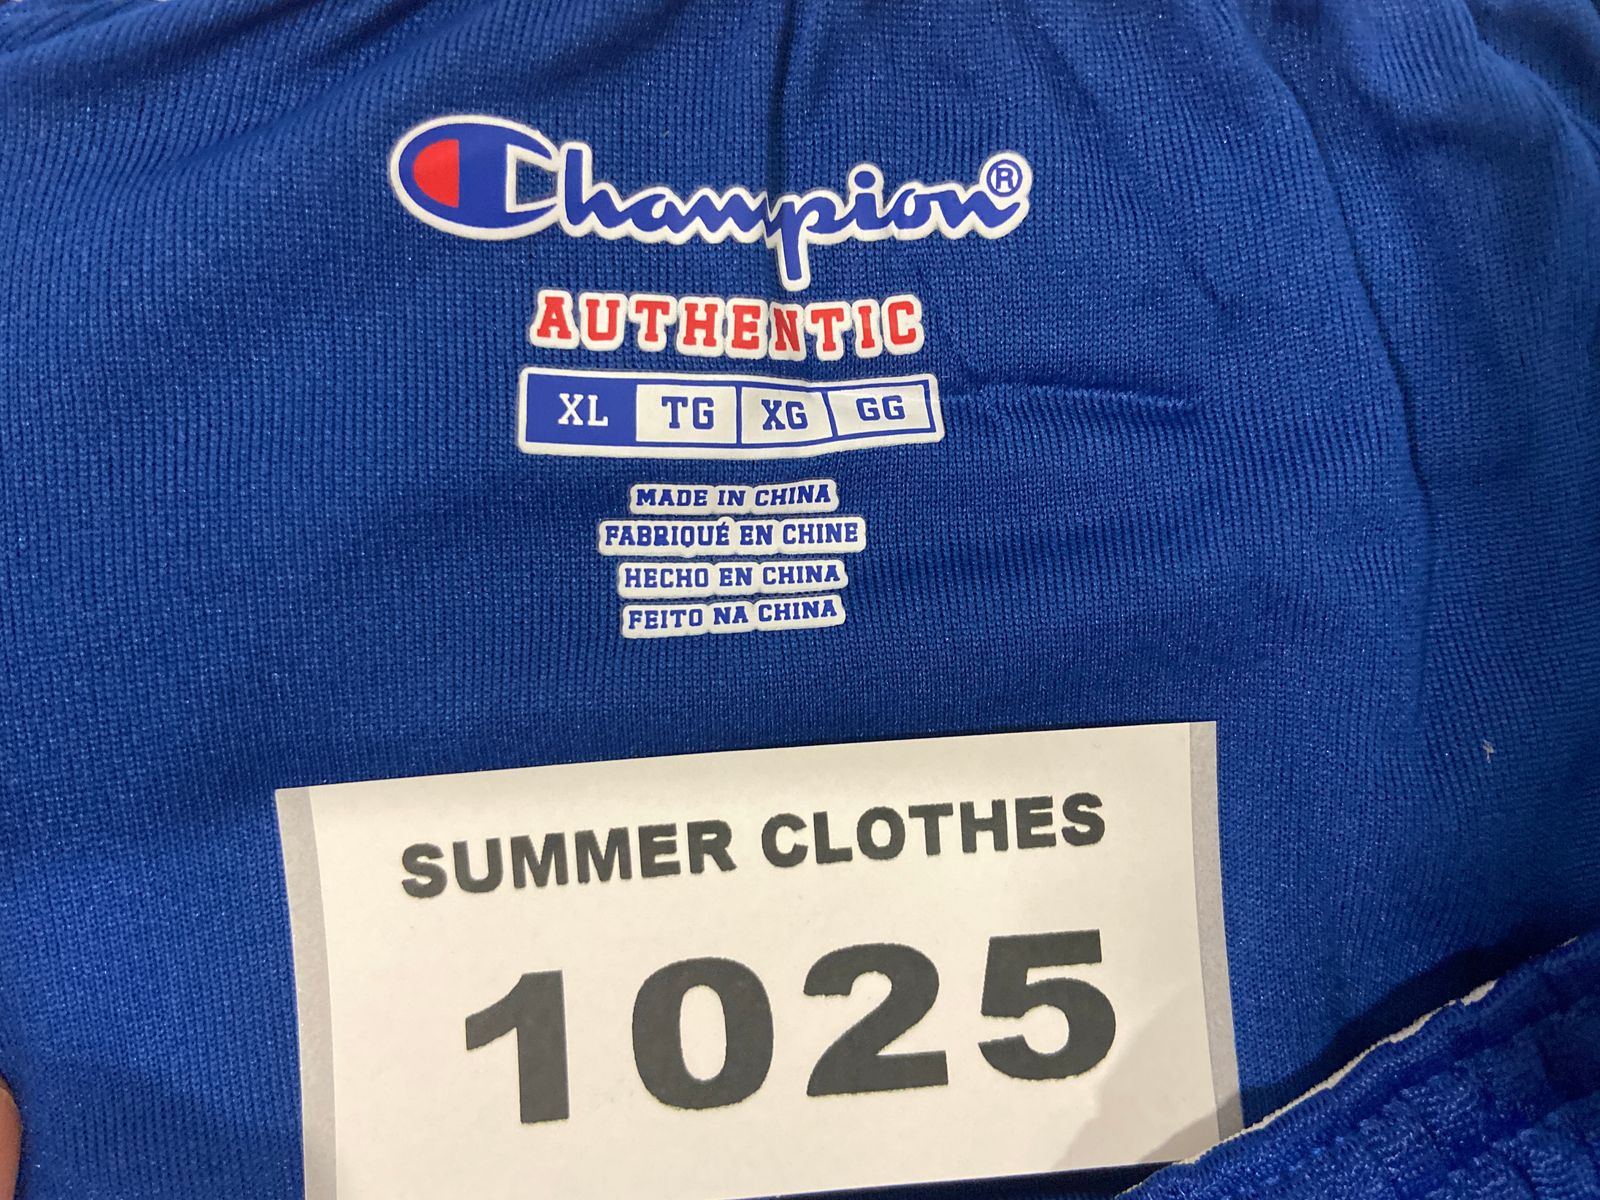 Champion®
AUTHENTIC
XL TG XG GG
MADE IN CHINA
FABRIQUÉ EN CHINE
HECHO EN CHINA
FEITO NA CHINA
SUMMER CLOTHES
1025